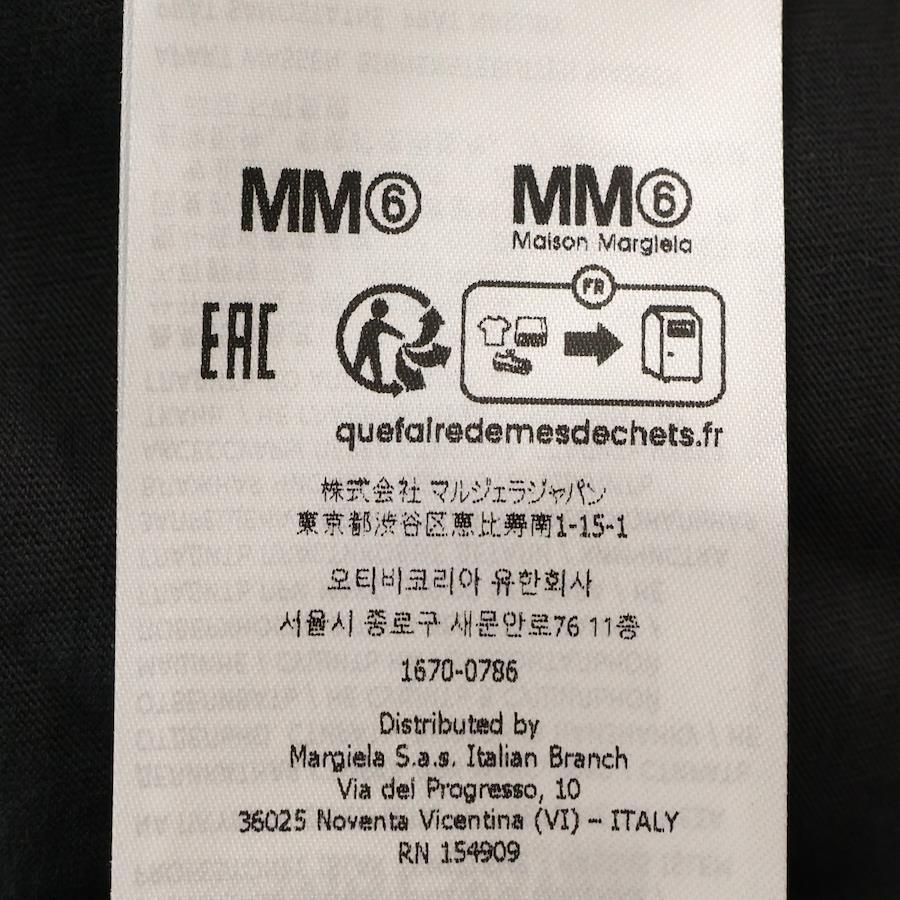 MM⑥ MM⑥
Maison Margiela
EAC
FR
quefairedemesdechets.fr
株式会社 マルジェラジャパン
東京都渋谷区恵比寿南1-15-1
오티비코리아 유한회사
서울시 종로구 새문안로76 11층
1670-0786
Distributed by
Margiela S.a.s. Italian Branch
Via del Progresso, 10
36025 Noventa Vicentina (VI) – ITALY
RN 154909